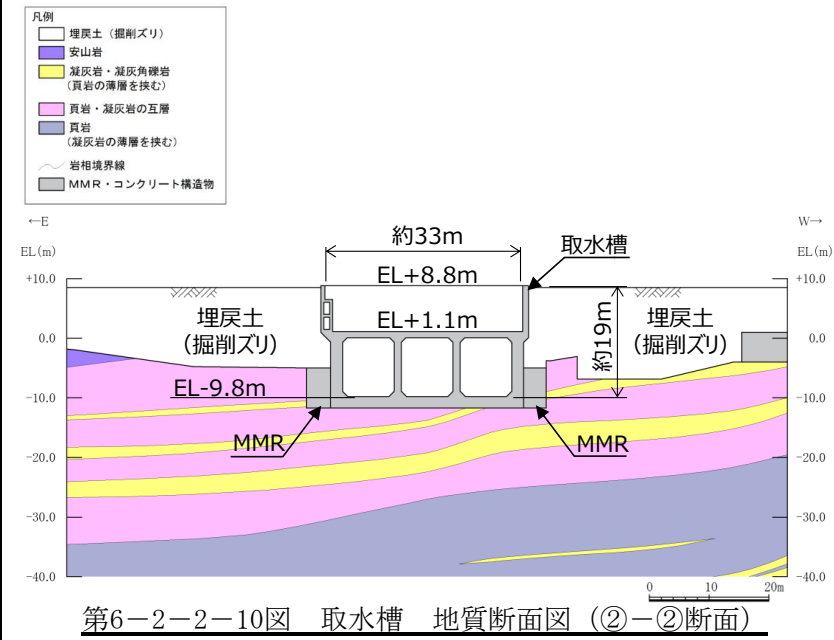 凡例
埋戻土（掘削ズリ）
安山岩
凝灰岩・凝灰角礫岩
(頁岩の薄層を挟む)
頁岩・凝灰岩の互層
頁岩
(凝灰岩の薄層を挟む)
岩相境界線
MMR・コンクリート構造物
←E
W→
EL(m)
EL(m)
約33m
取水槽
+10.0
EL+8.8m
+10.0
埋戻土
(掘削ズリ)
EL+1.1m
約19m
埋戻土
(掘削ズリ)
0.0
0.0
EL-9.8m
-10.0
-10.0
MMR
MMR
-20.0
-20.0
-30.0
-30.0
-40.0
-40.0
0 10 20m
第6－2－2－10図 取水槽 地質断面図（②－②断面）